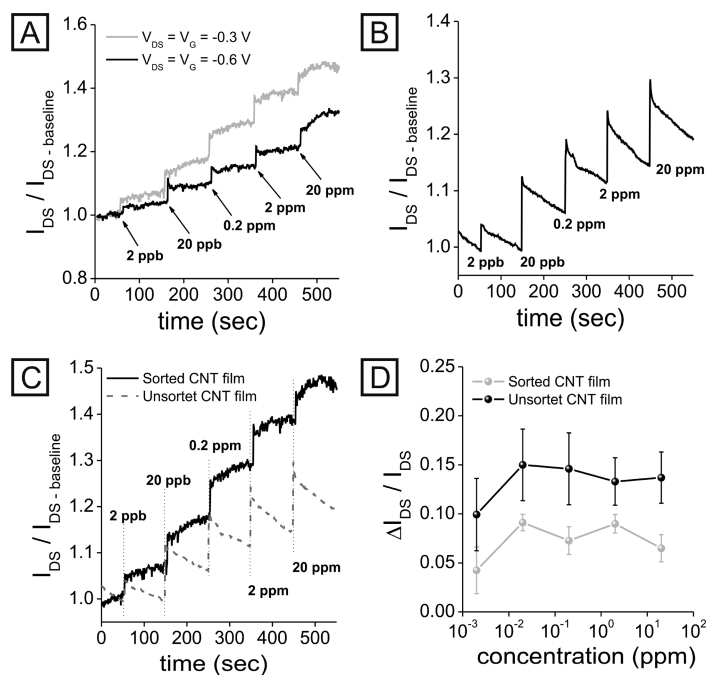 A
V_DS = V_G = -0.3 V
V_DS = V_G = -0.6 V
I_DS / I_DS - baseline
1.6
1.4
1.2
1.0
0.8
2 ppb
20 ppb
0.2 ppm
2 ppm
20 ppm
0 100 200 300 400 500
time (sec)
B
I_DS / I_DS - baseline
1.4
1.3
1.2
1.1
1.0
2 ppb
20 ppb
0.2 ppm
2 ppm
20 ppm
0 100 200 300 400 500
time (sec)
C
Sorted CNT film
Unsortet CNT film
I_DS / I_DS - baseline
1.5
1.4
1.3
1.2
1.1
1.0
2 ppb
20 ppb
0.2 ppm
2 ppm
20 ppm
0 100 200 300 400 500
time (sec)
D
Sorted CNT film
Unsortet CNT film
ΔI_DS / I_DS
0.25
0.20
0.15
0.10
0.05
0.00
10^-3 10^-2 10^-1 10^0 10^1 10^2
concentration (ppm)